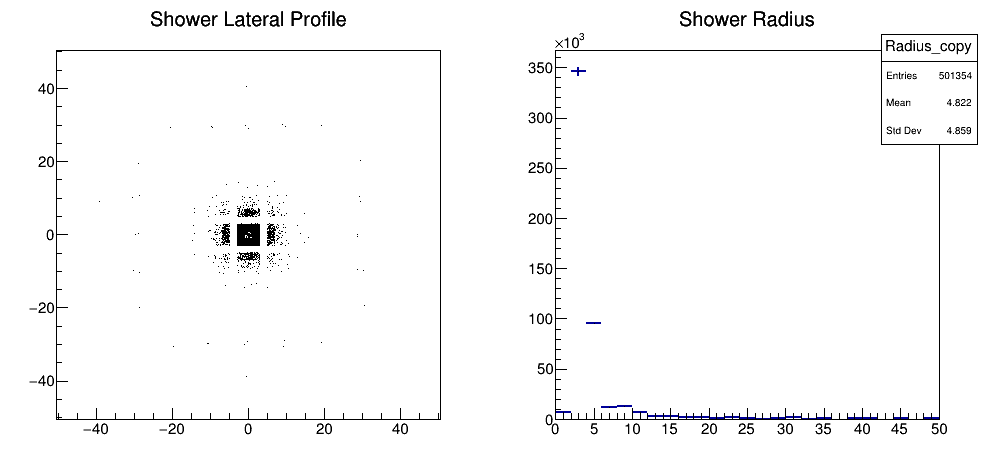 Shower Lateral Profile
40
20
0
−20
−40
−40 −20 0 20 40
Shower Radius
×10³
Radius_copy
Entries 501354
Mean 4.822
Std Dev 4.859
350
300
250
200
150
100
50
0
0 5 10 15 20 25 30 35 40 45 50